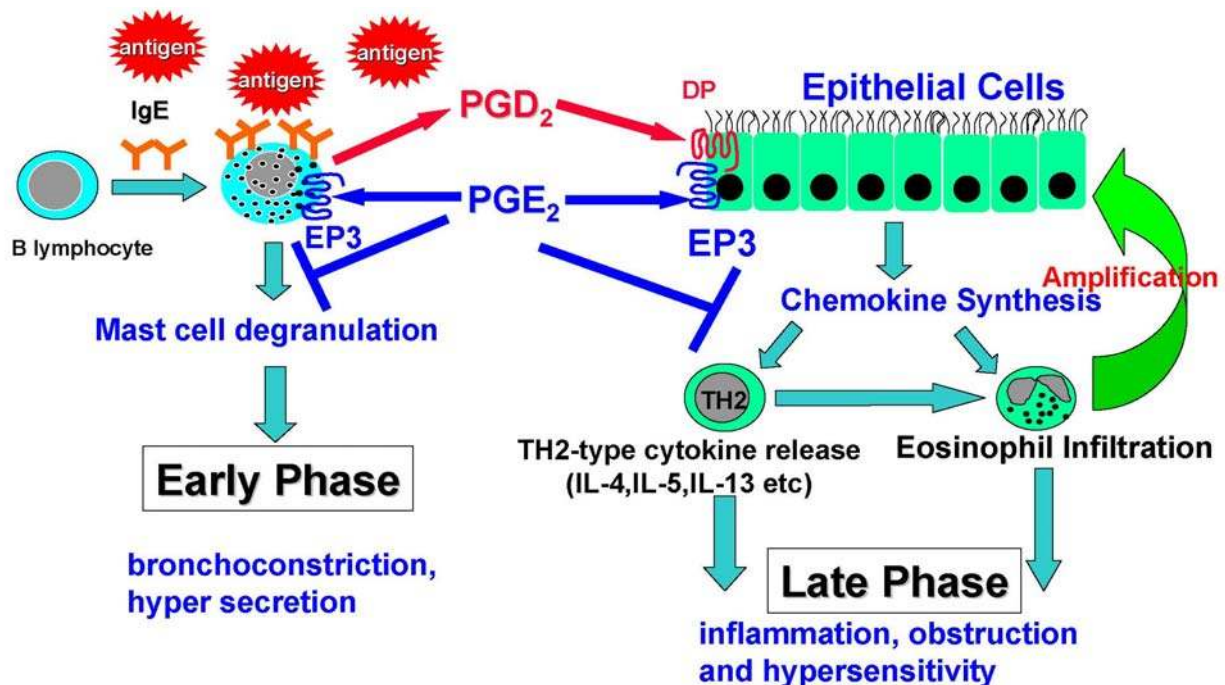 antigen
antigen
antigen
IgE
B lymphocyte
PGD2
PGE2
EP3
DP
Epithelial Cells
EP3
Amplification
Chemokine Synthesis
Mast cell degranulation
TH2
TH2-type cytokine release
(IL-4,IL-5,IL-13 etc)
Eosinophil Infiltration
Early Phase
bronchoconstriction,
hyper secretion
Late Phase
inflammation, obstruction
and hypersensitivity